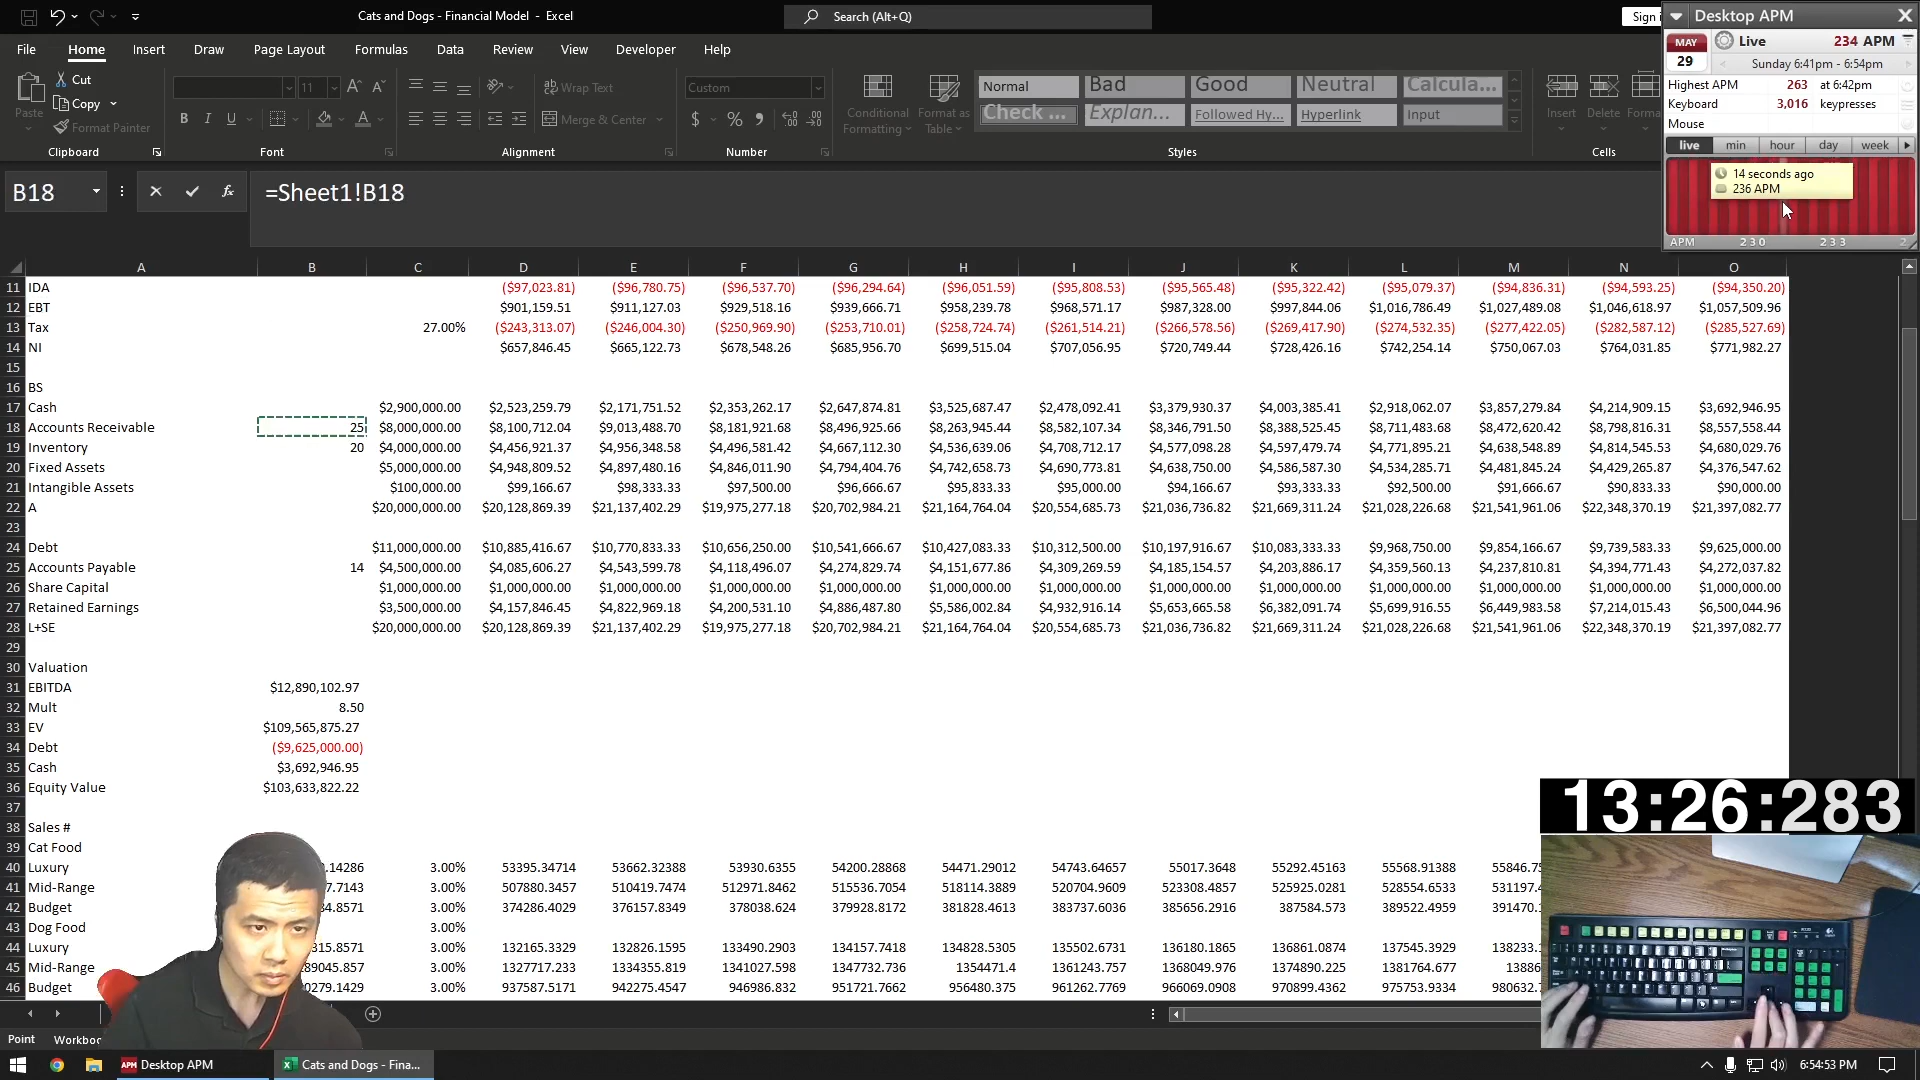 Cats and Dogs - Financial Model - Excel
Search (Alt+Q)
Sign i
File Home Insert Draw Page Layout Formulas Data Review View Developer Help
Paste
Cut
Copy
Format Painter
Clipboard
11
B I U
Font
Wrap Text
Merge & Center
Alignment
Custom
Number
Conditional Formatting
Format as Table
Normal Bad Good Neutral Calcula...
Check ... Explan... Followed Hy... Hyperlink Input
Styles
Insert Delete Forma
Cells
Desktop APM
MAY 29
Live 234 APM
Sunday 6:41pm - 6:54pm
Highest APM 263 at 6:42pm
Keyboard 3,016 keypresses
Mouse
live min hour day week
14 seconds ago
236 APM
APM 230 233 2
B18 =Sheet1!B18
A B C D E F G H I J K L M N O
11 IDA ($97,023.81) ($96,780.75) ($96,537.70) ($96,294.64) ($96,051.59) ($95,808.53) ($95,565.48) ($95,322.42) ($95,079.37) ($94,836.31) ($94,593.25) ($94,350.20)
12 EBT $901,159.51 $911,127.03 $929,518.16 $939,666.71 $958,239.78 $968,571.17 $987,328.00 $997,844.06 $1,016,786.49 $1,027,489.08 $1,046,618.97 $1,057,509.96
13 Tax 27.00% ($243,313.07) ($246,004.30) ($250,969.90) ($253,710.01) ($258,724.74) ($261,514.21) ($266,578.56) ($269,417.90) ($274,532.35) ($277,422.05) ($282,587.12) ($285,527.69)
14 NI $657,846.45 $665,122.73 $678,548.26 $685,956.70 $699,515.04 $707,056.95 $720,749.44 $728,426.16 $742,254.14 $750,067.03 $764,031.85 $771,982.27
15
16 BS
17 Cash $2,900,000.00 $2,523,259.79 $2,171,751.52 $2,353,262.17 $2,647,874.81 $3,525,687.47 $2,478,092.41 $3,379,930.37 $4,003,385.41 $2,918,062.07 $3,857,279.84 $4,214,909.15 $3,692,946.95
18 Accounts Receivable 25 $8,000,000.00 $8,100,712.04 $9,013,488.70 $8,181,921.68 $8,496,925.66 $8,263,945.44 $8,582,107.34 $8,346,791.50 $8,388,525.45 $8,711,483.68 $8,472,620.42 $8,798,816.31 $8,557,558.44
19 Inventory 20 $4,000,000.00 $4,456,921.37 $4,956,348.58 $4,496,581.42 $4,667,112.30 $4,536,639.06 $4,708,712.17 $4,577,098.28 $4,597,479.74 $4,771,895.21 $4,638,548.89 $4,814,545.53 $4,680,029.76
20 Fixed Assets $5,000,000.00 $4,948,809.52 $4,897,480.16 $4,846,011.90 $4,794,404.76 $4,742,658.73 $4,690,773.81 $4,638,750.00 $4,586,587.30 $4,534,285.71 $4,481,845.24 $4,429,265.87 $4,376,547.62
21 Intangible Assets $100,000.00 $99,166.67 $98,333.33 $97,500.00 $96,666.67 $95,833.33 $95,000.00 $94,166.67 $93,333.33 $92,500.00 $91,666.67 $90,833.33 $90,000.00
22 A $20,000,000.00 $20,128,869.39 $21,137,402.29 $19,975,277.18 $20,702,984.21 $21,164,764.04 $20,554,685.73 $21,036,736.82 $21,669,311.24 $21,028,226.68 $21,541,961.06 $22,348,370.19 $21,397,082.77
23
24 Debt $11,000,000.00 $10,885,416.67 $10,770,833.33 $10,656,250.00 $10,541,666.67 $10,427,083.33 $10,312,500.00 $10,197,916.67 $10,083,333.33 $9,968,750.00 $9,854,166.67 $9,739,583.33 $9,625,000.00
25 Accounts Payable 14 $4,500,000.00 $4,085,606.27 $4,543,599.78 $4,118,496.07 $4,274,829.74 $4,151,677.86 $4,309,269.59 $4,185,154.57 $4,203,886.17 $4,359,560.13 $4,237,810.81 $4,394,771.43 $4,272,037.82
26 Share Capital $1,000,000.00 $1,000,000.00 $1,000,000.00 $1,000,000.00 $1,000,000.00 $1,000,000.00 $1,000,000.00 $1,000,000.00 $1,000,000.00 $1,000,000.00 $1,000,000.00 $1,000,000.00 $1,000,000.00
27 Retained Earnings $3,500,000.00 $4,157,846.45 $4,822,969.18 $4,200,531.10 $4,886,487.80 $5,586,002.84 $4,932,916.14 $5,653,665.58 $6,382,091.74 $5,699,916.55 $6,449,983.58 $7,214,015.43 $6,500,044.96
28 L+SE $20,000,000.00 $20,128,869.39 $21,137,402.29 $19,975,277.18 $20,702,984.21 $21,164,764.04 $20,554,685.73 $21,036,736.82 $21,669,311.24 $21,028,226.68 $21,541,961.06 $22,348,370.19 $21,397,082.77
29
30 Valuation
31 EBITDA $12,890,102.97
32 Mult 8.50
33 EV $109,565,875.27
34 Debt ($9,625,000.00)
35 Cash $3,692,946.95
36 Equity Value $103,633,822.22
37
38 Sales #
39 Cat Food
40 Luxury .14286 3.00% 53395.34714 53662.32388 53930.6355 54200.28868 54471.29012 54743.64657 55017.3648 55292.45163 55568.91388 55846.75
41 Mid-Range 7.7143 3.00% 507880.3457 510419.7474 512971.8462 515536.7054 518114.3889 520704.9609 523308.4857 525925.0281 528554.6533 531197.4
42 Budget 4.8571 3.00% 374286.4029 376157.8349 378038.624 379928.8172 381828.4613 383737.6036 385656.2916 387584.573 389522.4959 391470.1
43 Dog Food 3.00%
44 Luxury 315.8571 3.00% 132165.3329 132826.1595 133490.2903 134157.7418 134828.5305 135502.6731 136180.1865 136861.0874 137545.3929 138233.1
45 Mid-Range 89045.857 3.00% 1327717.233 1334355.819 1341027.598 1347732.736 1354471.4 1361243.757 1368049.976 1374890.225 1381764.677 13886
46 Budget 0279.1429 3.00% 937587.5171 942275.4547 946986.832 951721.7662 956480.375 961262.7769 966069.0908 970899.4362 975753.9334 980632.7
13:26:283
Point Workboo
Desktop APM
Cats and Dogs - Fina...
6:54:53 PM